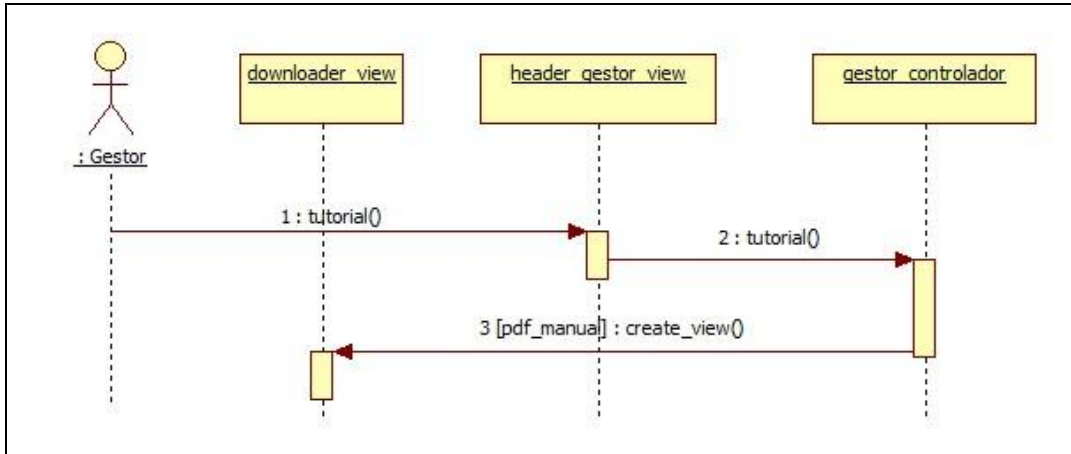 downloader_view
header_gestor_view
gestor_controlador
: Gestor
1 : tutorial()
2 : tutorial()
3 [pdf_manual] : create_view()